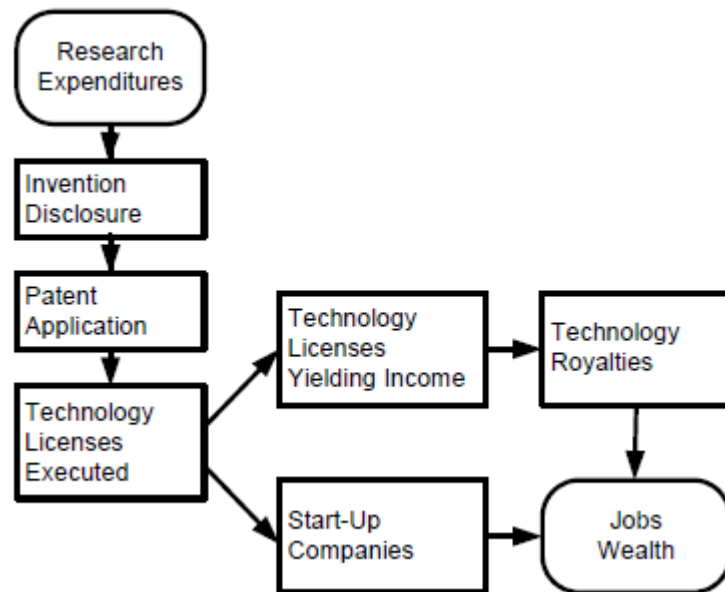 Research
Expenditures
Invention
Disclosure
Patent
Application
Technology
Licenses
Executed
Technology
Licenses
Yielding Income
Technology
Royalties
Start-Up
Companies
Jobs
Wealth